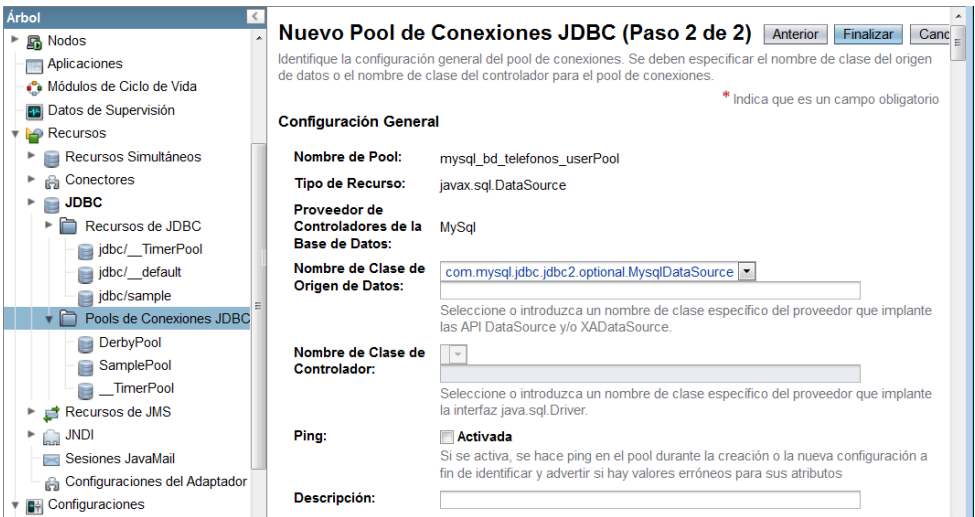 Árbol
Nodos
Aplicaciones
Módulos de Ciclo de Vida
Datos de Supervisión
Recursos
Recursos Simultáneos
Conectores
JDBC
Recursos de JDBC
jdbc/__TimerPool
jdbc/__default
jdbc/sample
Pools de Conexiones JDBC
DerbyPool
SamplePool
__TimerPool
Recursos de JMS
JNDI
Sesiones JavaMail
Configuraciones del Adaptador
Configuraciones
Nuevo Pool de Conexiones JDBC (Paso 2 de 2)
Anterior
Finalizar
Canc
Identifique la configuración general del pool de conexiones. Se deben especificar el nombre de clase del origen
de datos o el nombre de clase del controlador para el pool de conexiones.
* Indica que es un campo obligatorio
Configuración General
Nombre de Pool: mysql_bd_telefonos_userPool
Tipo de Recurso: javax.sql.DataSource
Proveedor de
Controladores de la MySql
Base de Datos:
Nombre de Clase de com.mysql.jdbc.jdbc2.optional.MysqlDataSource
Origen de Datos:
Seleccione o introduzca un nombre de clase específico del proveedor que implante
las API DataSource y/o XADataSource.
Nombre de Clase de
Controlador:
Seleccione o introduzca un nombre de clase específico del proveedor que implante
la interfaz java.sql.Driver.
Ping: Activada
Si se activa, se hace ping en el pool durante la creación o la nueva configuración a
fin de identificar y advertir si hay valores erróneos para sus atributos
Descripción: